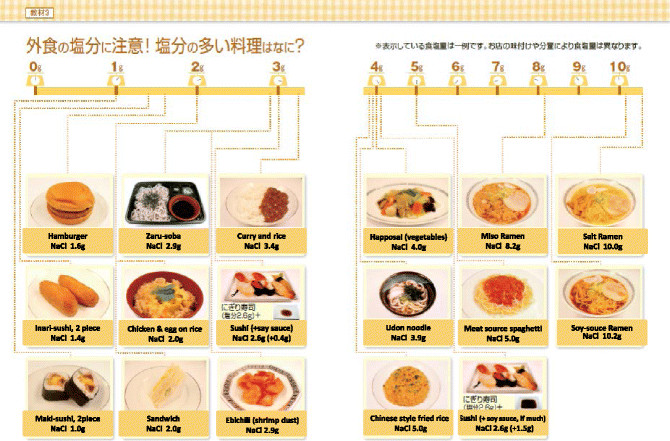 教材3
外食の塩分に注意! 塩分の多い料理はなに?
※表示している食塩量は一例です。お店の味付けや分量により食塩量は異なります。
0g 1g 2g 3g 4g 5g 6g 7g 8g 9g 10g
Hamburger
NaCl 1.6g
Zaru-soba
NaCl 2.9g
Curry and rice
NaCl 3.4g
Happosai (vegetables)
NaCl 4.0g
Miso Ramen
NaCl 8.2g
Salt Ramen
NaCl 10.0g
Inari-sushi, 2 piece
NaCl 1.4g
Chicken & egg on rice
NaCl 2.0g
にぎり寿司
(塩分2.6g)+
Sushi (+say sauce)
NaCl 2.6g (+0.4g)
Udon noodle
NaCl 3.9g
Meat source spaghetti
NaCl 5.0g
Soy-souce Ramen
NaCl 10.2g
Maki-sushi, 2piece
NaCl 1.0g
Sandwich
NaCl 2.0g
Ebichilli (shrimp dust)
NaCl 2.9g
Chinese style fried rice
NaCl 5.0g
にぎり寿司
(塩分2.6g)+
Sushi (+ soy sauce, if much)
NaCl 2.6g (+1.5g)